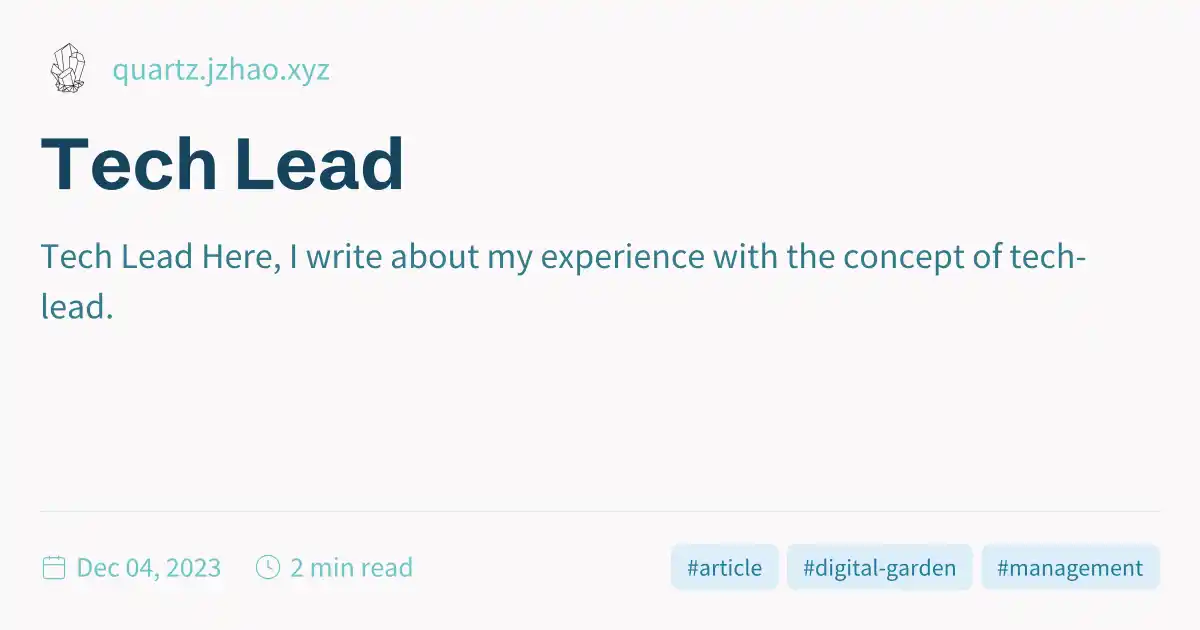 quartz.jzhao.xyz
Tech Lead
Tech Lead Here, I write about my experience with the concept of tech-
lead.
Dec 04, 2023 2 min read #article #digital-garden #management